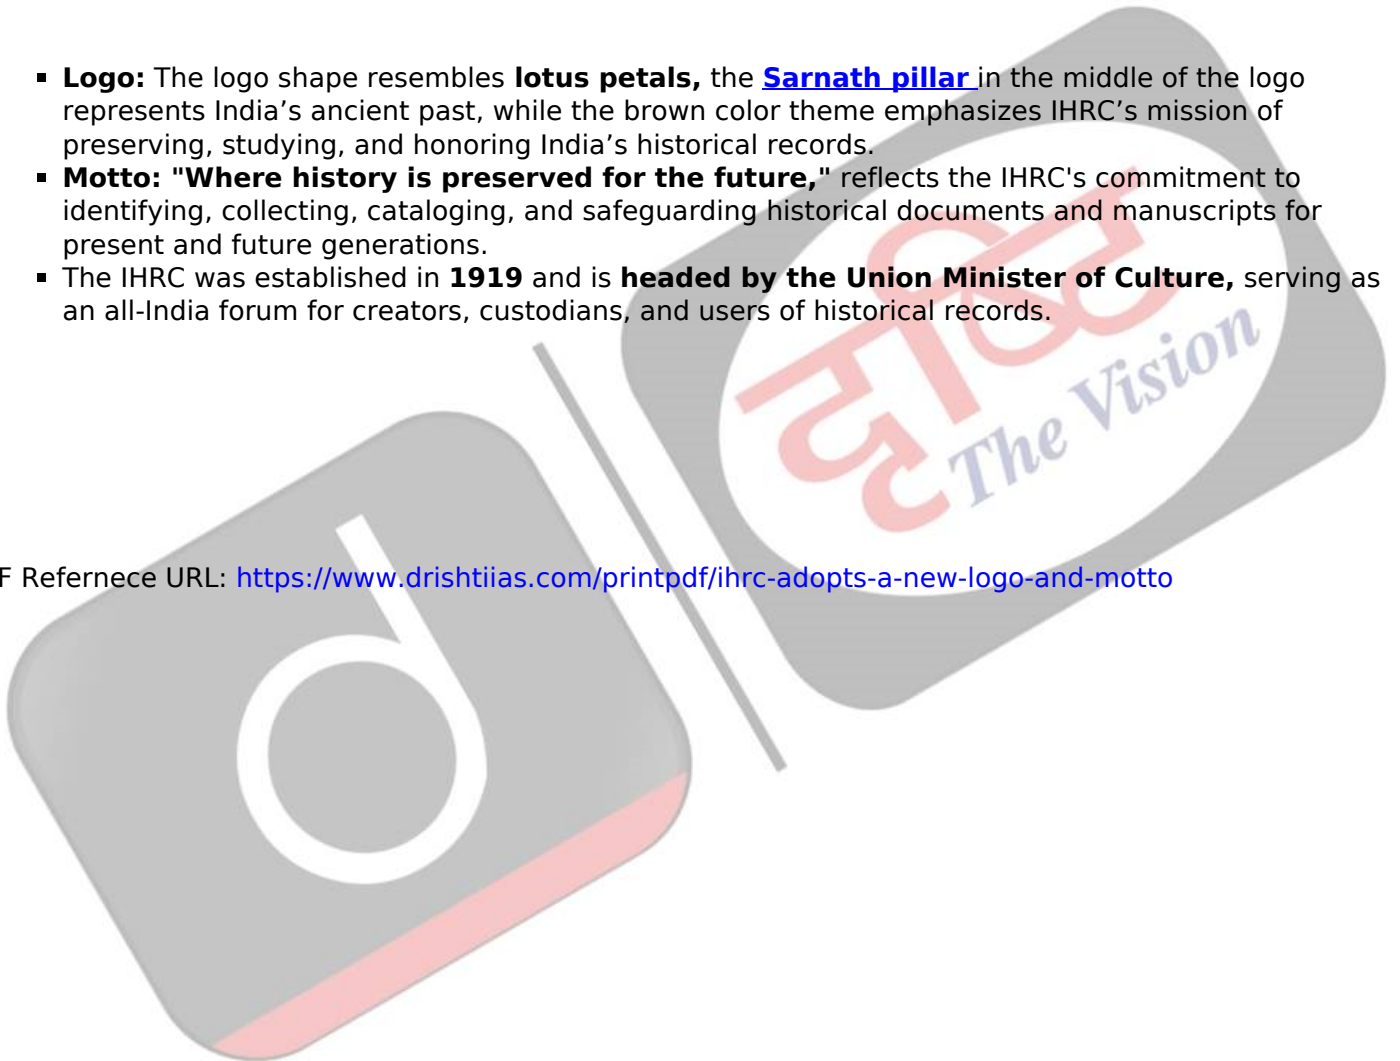 ▪ Logo: The logo shape resembles lotus petals, the Sarnath pillar in the middle of the logo
represents India’s ancient past, while the brown color theme emphasizes IHRC’s mission of
preserving, studying, and honoring India’s historical records.
▪ Motto: "Where history is preserved for the future," reflects the IHRC's commitment to
identifying, collecting, cataloging, and safeguarding historical documents and manuscripts for
present and future generations.
▪ The IHRC was established in 1919 and is headed by the Union Minister of Culture, serving as
an all-India forum for creators, custodians, and users of historical records.
दृष्टि
The Vision
F Refernece URL: https://www.drishtiias.com/printpdf/ihrc-adopts-a-new-logo-and-motto
d